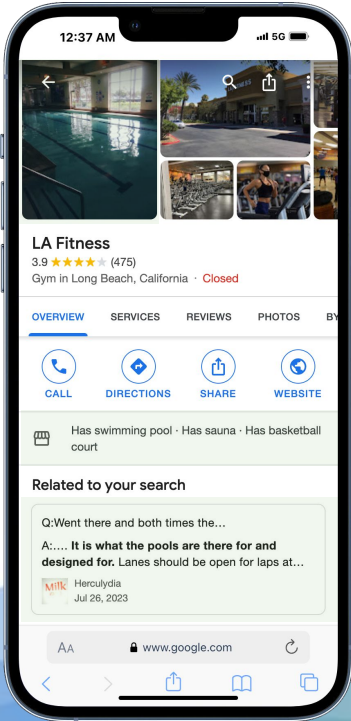 12:37 AM
5G
NESS
LA Fitness
3.9 (475)
Gym in Long Beach, California · Closed
OVERVIEW SERVICES REVIEWS PHOTOS BY
CALL DIRECTIONS SHARE WEBSITE
Has swimming pool · Has sauna · Has basketball
court
Related to your search
Q:Went there and both times the…
A:…. It is what the pools are there for and
designed for. Lanes should be open for laps at…
Milk
Herculydia
Jul 26, 2023
AA www.google.com